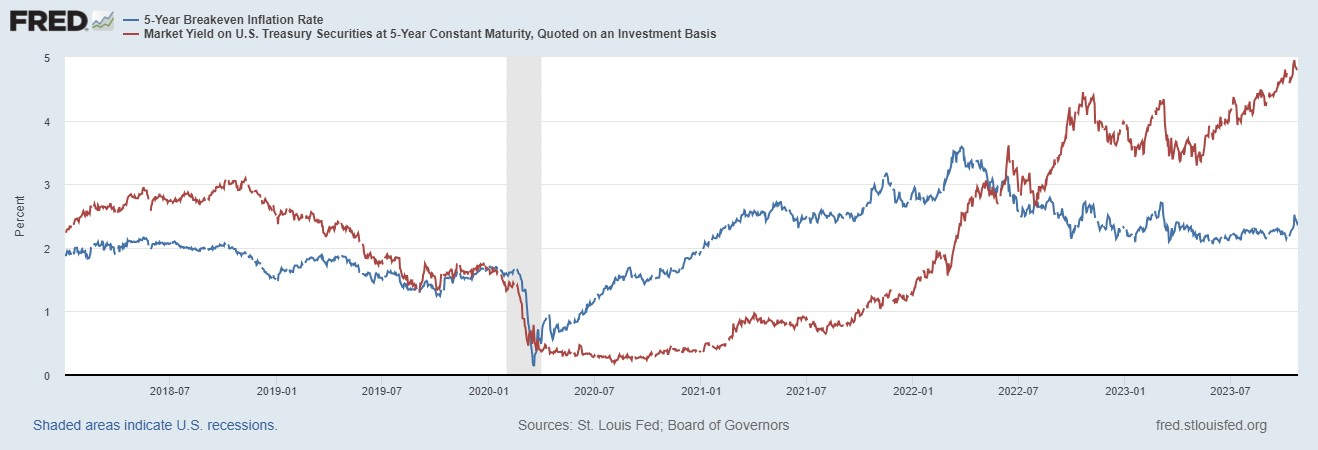 FRED
5-Year Breakeven Inflation Rate
Market Yield on U.S. Treasury Securities at 5-Year Constant Maturity, Quoted on an Investment Basis
Percent
5
4
3
2
1
0
2018-07
2019-01
2019-07
2020-01
2020-07
2021-01
2021-07
2022-01
2022-07
2023-01
2023-07
Shaded areas indicate U.S. recessions.
Sources: St. Louis Fed; Board of Governors
fred.stlouisfed.org